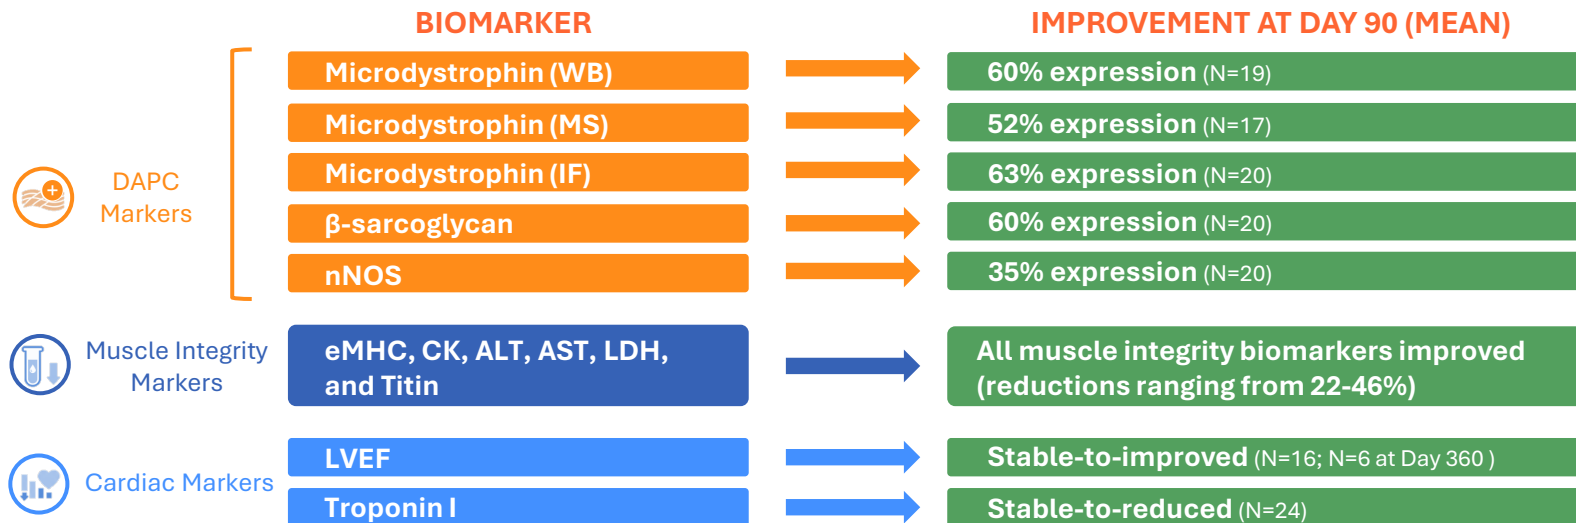 BIOMARKER
IMPROVEMENT AT DAY 90 (MEAN)
DAPC
Markers
Microdystrophin (WB)
60% expression (N=19)
Microdystrophin (MS)
52% expression (N=17)
Microdystrophin (IF)
63% expression (N=20)
β-sarcoglycan
60% expression (N=20)
nNOS
35% expression (N=20)
Muscle Integrity
Markers
eMHC, CK, ALT, AST, LDH,
and Titin
All muscle integrity biomarkers improved
(reductions ranging from 22-46%)
Cardiac Markers
LVEF
Stable-to-improved (N=16; N=6 at Day 360 )
Troponin I
Stable-to-reduced (N=24)